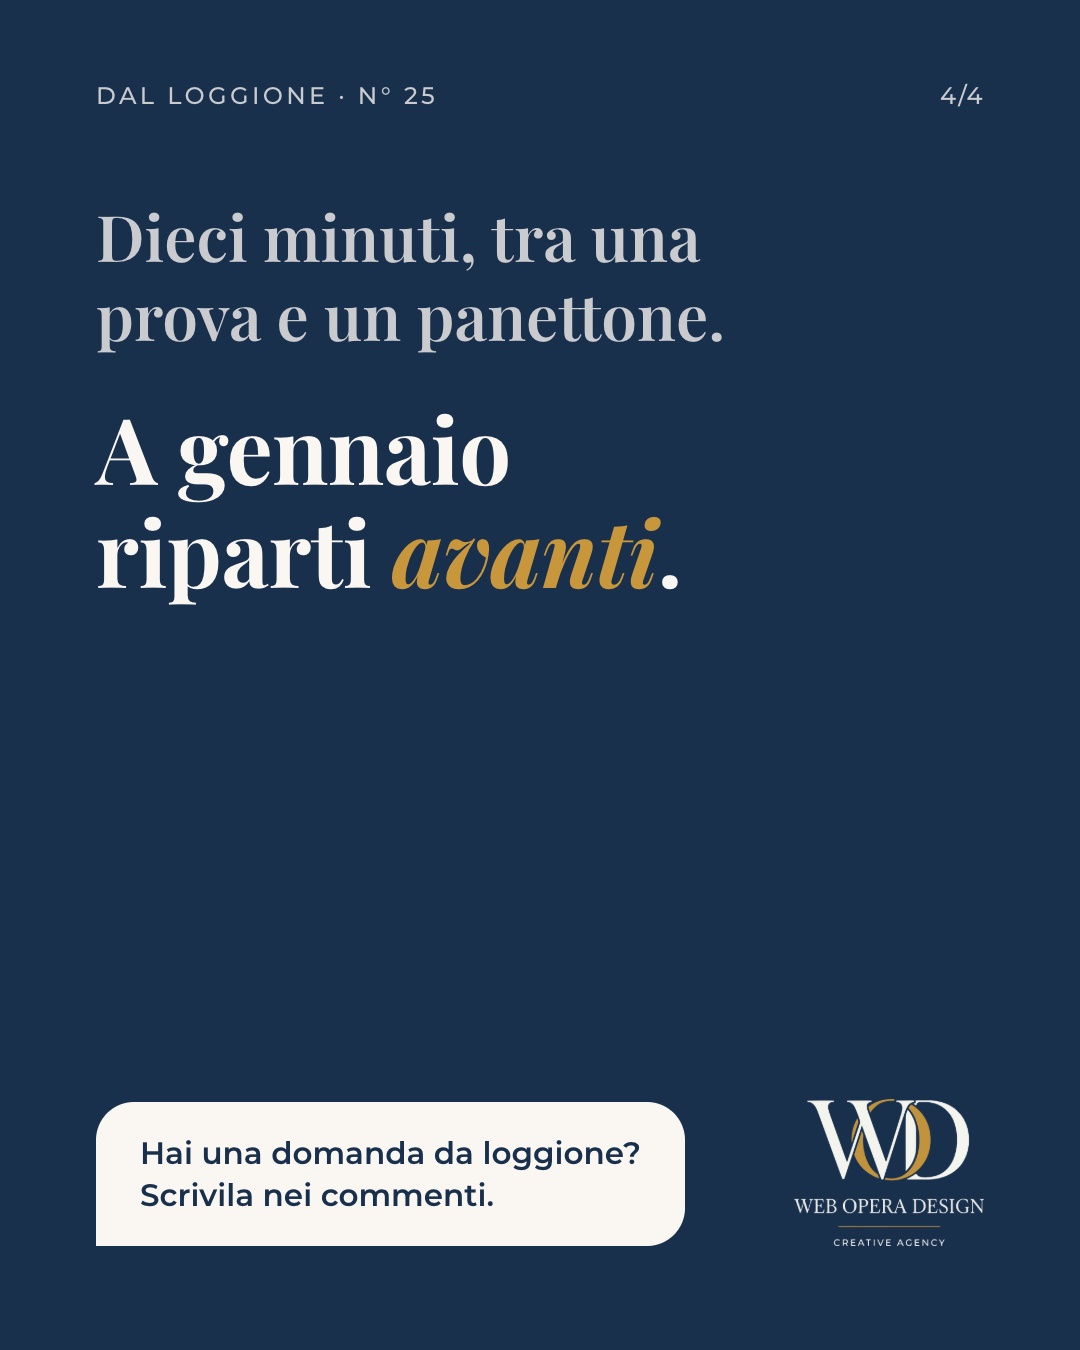 DAL LOGGIONE · N° 25
4/4
Dieci minuti, tra una
prova e un panettone.
A gennaio
riparti avanti.
Hai una domanda da loggione?
Scrivila nei commenti.
WOD
WEB OPERA DESIGN
CREATIVE AGENCY